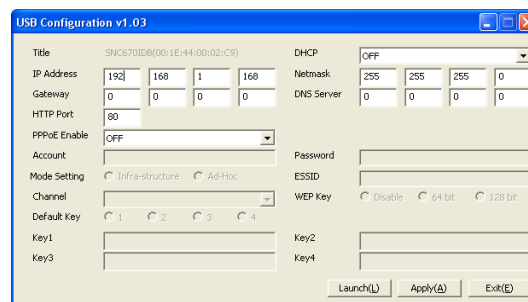 USB Configuration v1.03
Title SNC670IDB(00:1E:44:00:02:C9) DHCP OFF
IP Address 192 168 1 168 Netmask 255 255 255 0
Gateway 0 0 0 0 DNS Server 0 0 0 0
HTTP Port 80
PPPoE Enable OFF
Account Password
Mode Setting Infra-structure Ad-Hoc ESSID
Channel WEP Key Disable 64 bit 128 bit
Default Key 1 2 3 4
Key1 Key2
Key3 Key4
Launch(L) Apply(A) Exit(E)